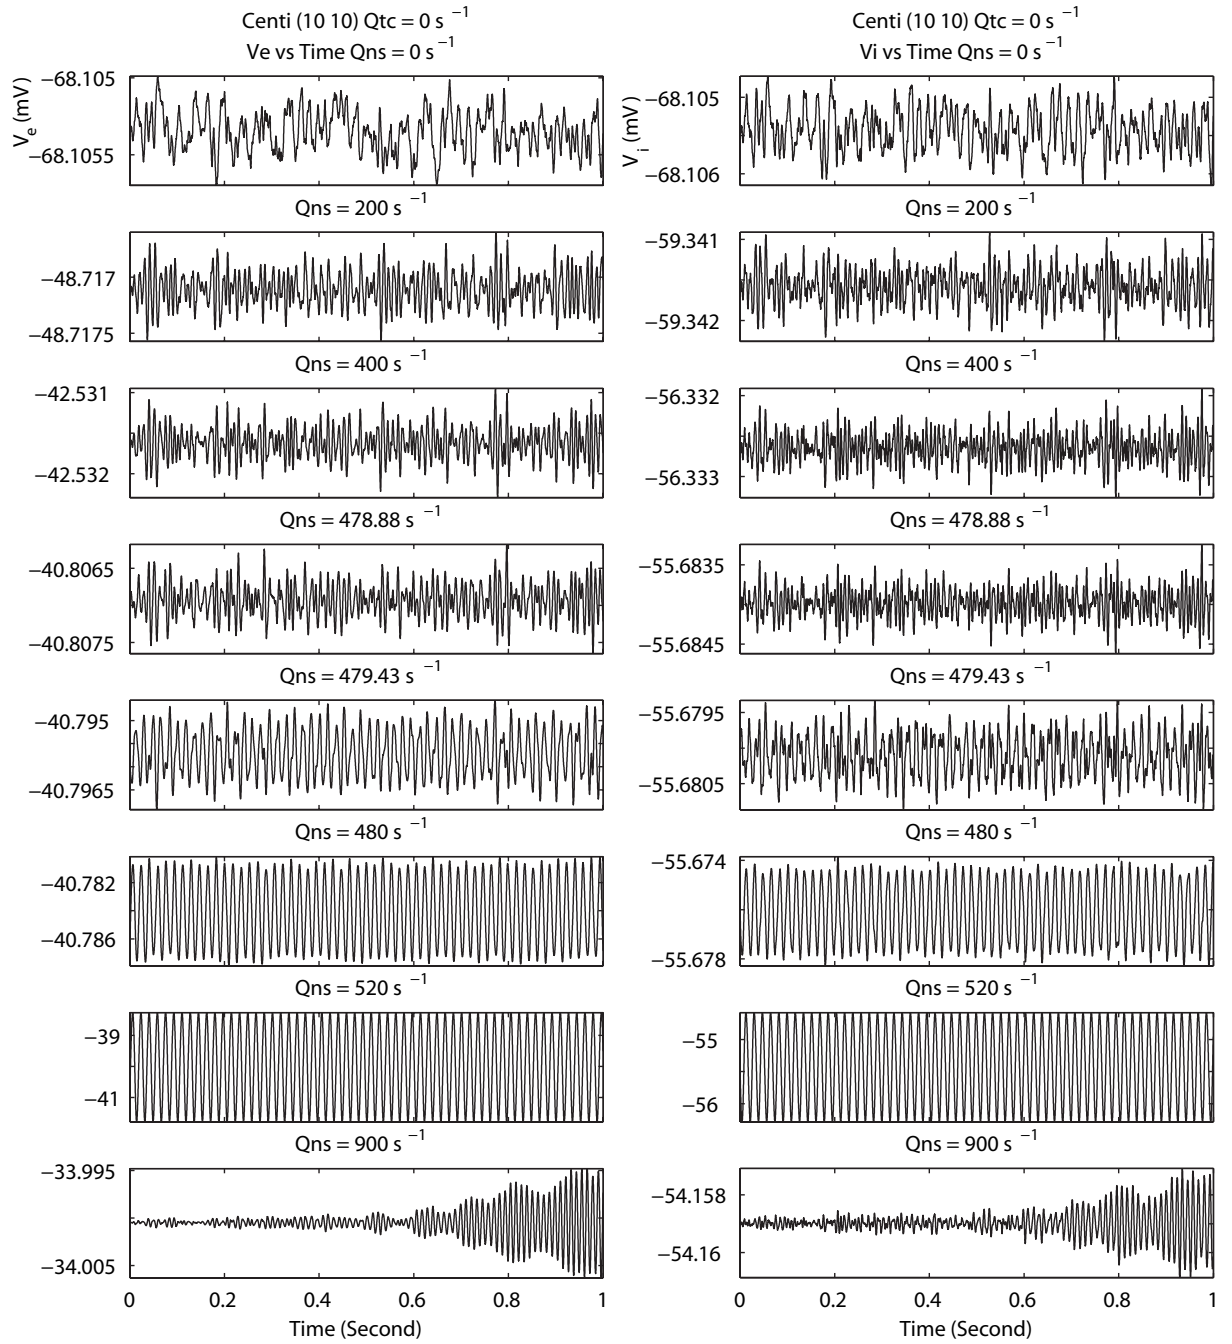 Centi (10 10) Qtc = 0 s⁻¹
Ve vs Time Qns = 0 s⁻¹
−68.105
−68.1055
V_e (mV)
Qns = 200 s⁻¹
−48.717
−48.7175
Qns = 400 s⁻¹
−42.531
−42.532
Qns = 478.88 s⁻¹
−40.8065
−40.8075
Qns = 479.43 s⁻¹
−40.795
−40.7965
Qns = 480 s⁻¹
−40.782
−40.786
Qns = 520 s⁻¹
−39
−41
Qns = 900 s⁻¹
−33.995
−34.005
0 0.2 0.4 0.6 0.8 1
Time (Second)
Centi (10 10) Qtc = 0 s⁻¹
Vi vs Time Qns = 0 s⁻¹
−68.105
−68.106
V_i (mV)
Qns = 200 s⁻¹
−59.341
−59.342
Qns = 400 s⁻¹
−56.332
−56.333
Qns = 478.88 s⁻¹
−55.6835
−55.6845
Qns = 479.43 s⁻¹
−55.6795
−55.6805
Qns = 480 s⁻¹
−55.674
−55.678
Qns = 520 s⁻¹
−55
−56
Qns = 900 s⁻¹
−54.158
−54.16
0 0.2 0.4 0.6 0.8 1
Time (Second)